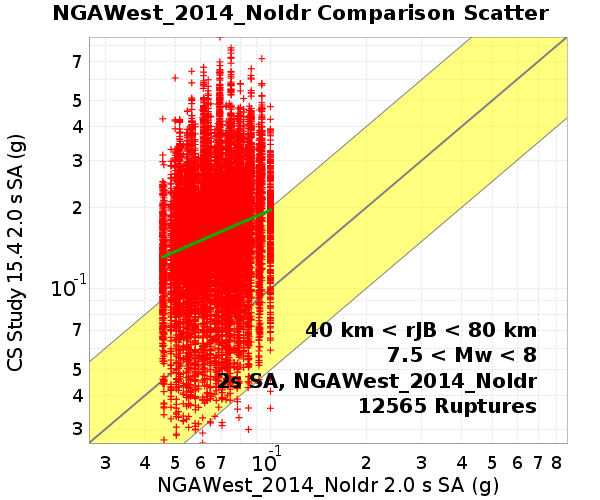 NGAWest_2014_NoIdr Comparison Scatter
CS Study 15.4 2.0 s SA (g)
7
5
4
3
2
10^-1
7
5
4
3
40 km < rJB < 80 km
7.5 < Mw < 8
2s SA, NGAWest_2014_NoIdr
12565 Ruptures
3 4 5 6 7 10^-1 2 3 4 5 6 7 8
NGAWest_2014_NoIdr 2.0 s SA (g)